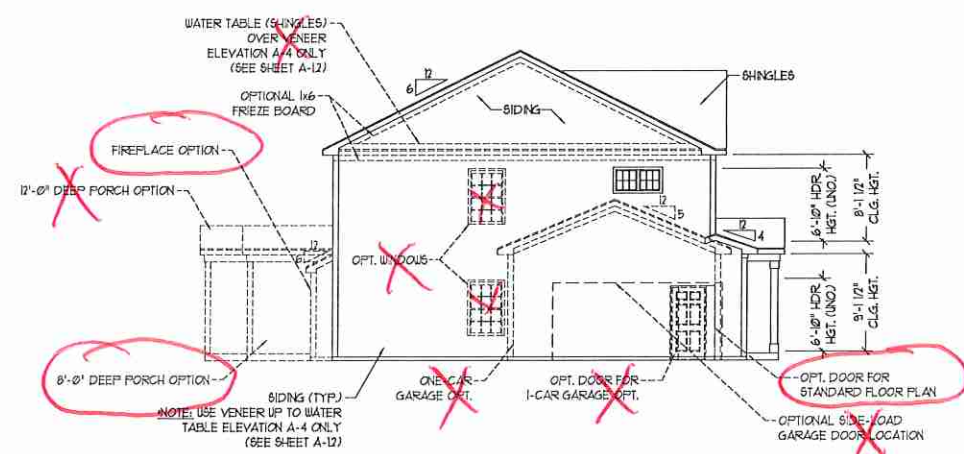 WATER TABLE (SHINGLES)
OVER VENEER
ELEVATION A-4 ONLY
(SEE SHEET A-1.2)
OPTIONAL 1x6
FRIEZE BOARD
FIREPLACE OPTION
12'-0" DEEP PORCH OPTION
12
6
SIDING
SHINGLES
12
5
12
4
12
6
OPT. WINDOWS
6'-10" HDR.
HGT. (UNO.)
8'-1 1/2"
CLG. HGT.
6'-10" HDR.
HGT. (UNO.)
9'-1 1/2"
CLG. HGT.
8'-0" DEEP PORCH OPTION
SIDING (TYP.)
NOTE: USE VENEER UP TO WATER
TABLE ELEVATION A-4 ONLY
(SEE SHEET A-1.2)
ONE-CAR
GARAGE OPT.
OPT. DOOR FOR
1-CAR GARAGE OPT.
OPT. DOOR FOR
STANDARD FLOOR PLAN
OPTIONAL SIDE-LOAD
GARAGE DOOR LOCATION